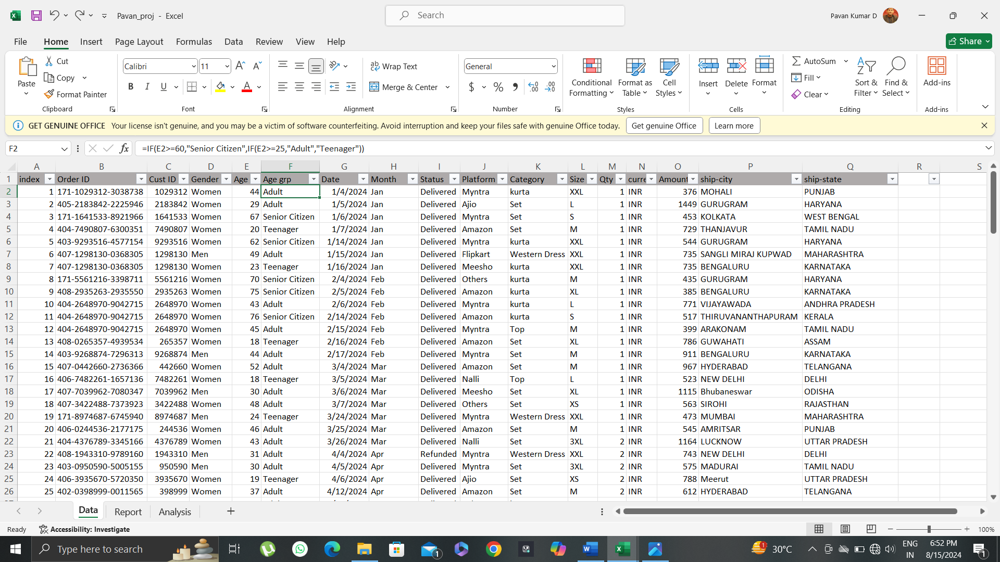 Pavan_proj - Excel
Search
Pavan Kumar D
File Home Insert Page Layout Formulas Data Review View Help
Share
Paste
Cut
Copy
Format Painter
Clipboard
Calibri 11
B I U
Font
Wrap Text
Merge & Center
Alignment
General
$ % ,
Number
Conditional Formatting
Format as Table
Cell Styles
Styles
Insert Delete Format
Cells
AutoSum
Fill
Clear
Sort & Filter
Find & Select
Editing
Add-ins
Add-ins
GET GENUINE OFFICE Your license isn't genuine, and you may be a victim of software counterfeiting. Avoid interruption and keep your files safe with genuine Office today. Get genuine Office Learn more
F2 fx =IF(E2>=60,"Senior Citizen",IF(E2>=25,"Adult","Teenager"))
A B C D E F G H I J K L M N O P Q R S
1 index Order ID Cust ID Gender Age Age grp Date Month Status Platform Category Size Qty curre Amount ship-city ship-state
2 1 171-1029312-3038738 1029312 Women 44 Adult 1/4/2024 Jan Delivered Myntra kurta XXL 1 INR 376 MOHALI PUNJAB
3 2 405-2183842-2225946 2183842 Women 29 Adult 1/5/2024 Jan Delivered Ajio Set L 1 INR 1449 GURUGRAM HARYANA
4 3 171-1641533-8921966 1641533 Women 67 Senior Citizen 1/6/2024 Jan Delivered Myntra Set S 1 INR 453 KOLKATA WEST BENGAL
5 4 404-7490807-6300351 7490807 Women 20 Teenager 1/7/2024 Jan Delivered Amazon Set M 1 INR 729 THANJAVUR TAMIL NADU
6 5 403-9293516-4577154 9293516 Women 62 Senior Citizen 1/14/2024 Jan Delivered Myntra kurta XXL 1 INR 544 GURUGRAM HARYANA
7 6 407-1298130-0368305 1298130 Men 49 Adult 1/15/2024 Jan Delivered Flipkart Western Dress XXL 1 INR 735 SANGLI MIRAJ KUPWAD MAHARASHTRA
8 7 407-1298130-0368305 1298130 Women 23 Teenager 1/16/2024 Jan Delivered Meesho kurta XXL 1 INR 735 BENGALURU KARNATAKA
9 8 171-5561216-3398711 5561216 Women 70 Senior Citizen 2/4/2024 Feb Delivered Others kurta M 1 INR 435 GURUGRAM HARYANA
10 9 408-2935263-2935550 2935263 Women 75 Senior Citizen 2/5/2024 Feb Delivered Amazon kurta XL 1 INR 385 BENGALURU KARNATAKA
11 10 404-2648970-9042715 2648970 Women 43 Adult 2/6/2024 Feb Delivered Myntra kurta L 1 INR 771 VIJAYAWADA ANDHRA PRADESH
12 11 404-2648970-9042715 2648970 Women 76 Senior Citizen 2/14/2024 Feb Delivered Amazon kurta S 1 INR 517 THIRUVANANTHAPURAM KERALA
13 12 404-2648970-9042715 2648970 Women 45 Adult 2/15/2024 Feb Delivered Myntra Top M 1 INR 399 ARAKONAM TAMIL NADU
14 13 408-0265357-4939534 265357 Women 18 Teenager 2/16/2024 Feb Delivered Amazon Set XL 1 INR 786 GUWAHATI ASSAM
15 14 403-9268874-7296313 9268874 Men 44 Adult 2/17/2024 Feb Delivered Myntra Set M 1 INR 911 BENGALURU KARNATAKA
16 15 407-0442660-2736366 442660 Women 52 Adult 3/4/2024 Mar Delivered Amazon Set M 1 INR 967 HYDERABAD TELANGANA
17 16 406-7482261-1657136 7482261 Women 18 Teenager 3/5/2024 Mar Delivered Nalli Top L 1 INR 523 NEW DELHI DELHI
18 17 407-7039962-7080347 7039962 Men 30 Adult 3/6/2024 Mar Delivered Meesho Set XL 1 INR 1115 Bhubaneswar ODISHA
19 18 407-3422488-7373923 3422488 Women 48 Adult 3/7/2024 Mar Delivered Others Set XS 1 INR 563 SIROHI RAJASTHAN
20 19 171-8974687-6745940 8974687 Men 24 Teenager 3/24/2024 Mar Delivered Myntra Western Dress XXL 1 INR 473 MUMBAI MAHARASHTRA
21 20 406-0244536-2177175 244536 Women 46 Adult 3/25/2024 Mar Delivered Amazon Set M 1 INR 545 AMRITSAR PUNJAB
22 21 404-4376789-3345166 4376789 Women 43 Adult 3/26/2024 Mar Delivered Nalli Set 3XL 2 INR 1164 LUCKNOW UTTAR PRADESH
23 22 408-1943310-9789160 1943310 Men 31 Adult 4/4/2024 Apr Refunded Myntra Western Dress XXL 2 INR 743 NEW DELHI DELHI
24 23 403-0950590-5005155 950590 Men 30 Adult 4/5/2024 Apr Delivered Myntra Set 3XL 2 INR 575 MADURAI TAMIL NADU
25 24 406-3935670-5720350 3935670 Women 19 Teenager 4/6/2024 Apr Delivered Ajio Set XS 2 INR 788 Meerut UTTAR PRADESH
26 25 402-0398999-0011565 398999 Women 37 Adult 4/12/2024 Apr Delivered Amazon Set M 2 INR 612 HYDERABAD TELANGANA
Data Report Analysis
Ready Accessibility: Investigate 100%
Type here to search 30°C ENG 6:52 PM
IN 8/15/2024